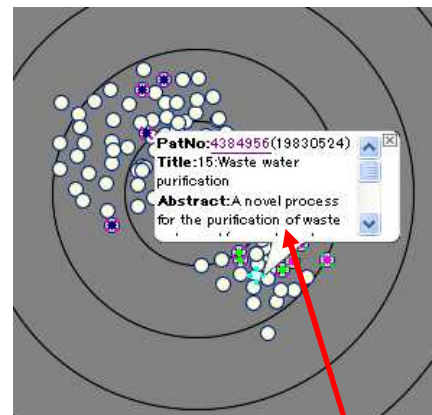 PatNo:4384956(19830524)
Title:15:Waste water
purification
Abstract:A novel process
for the purification of waste